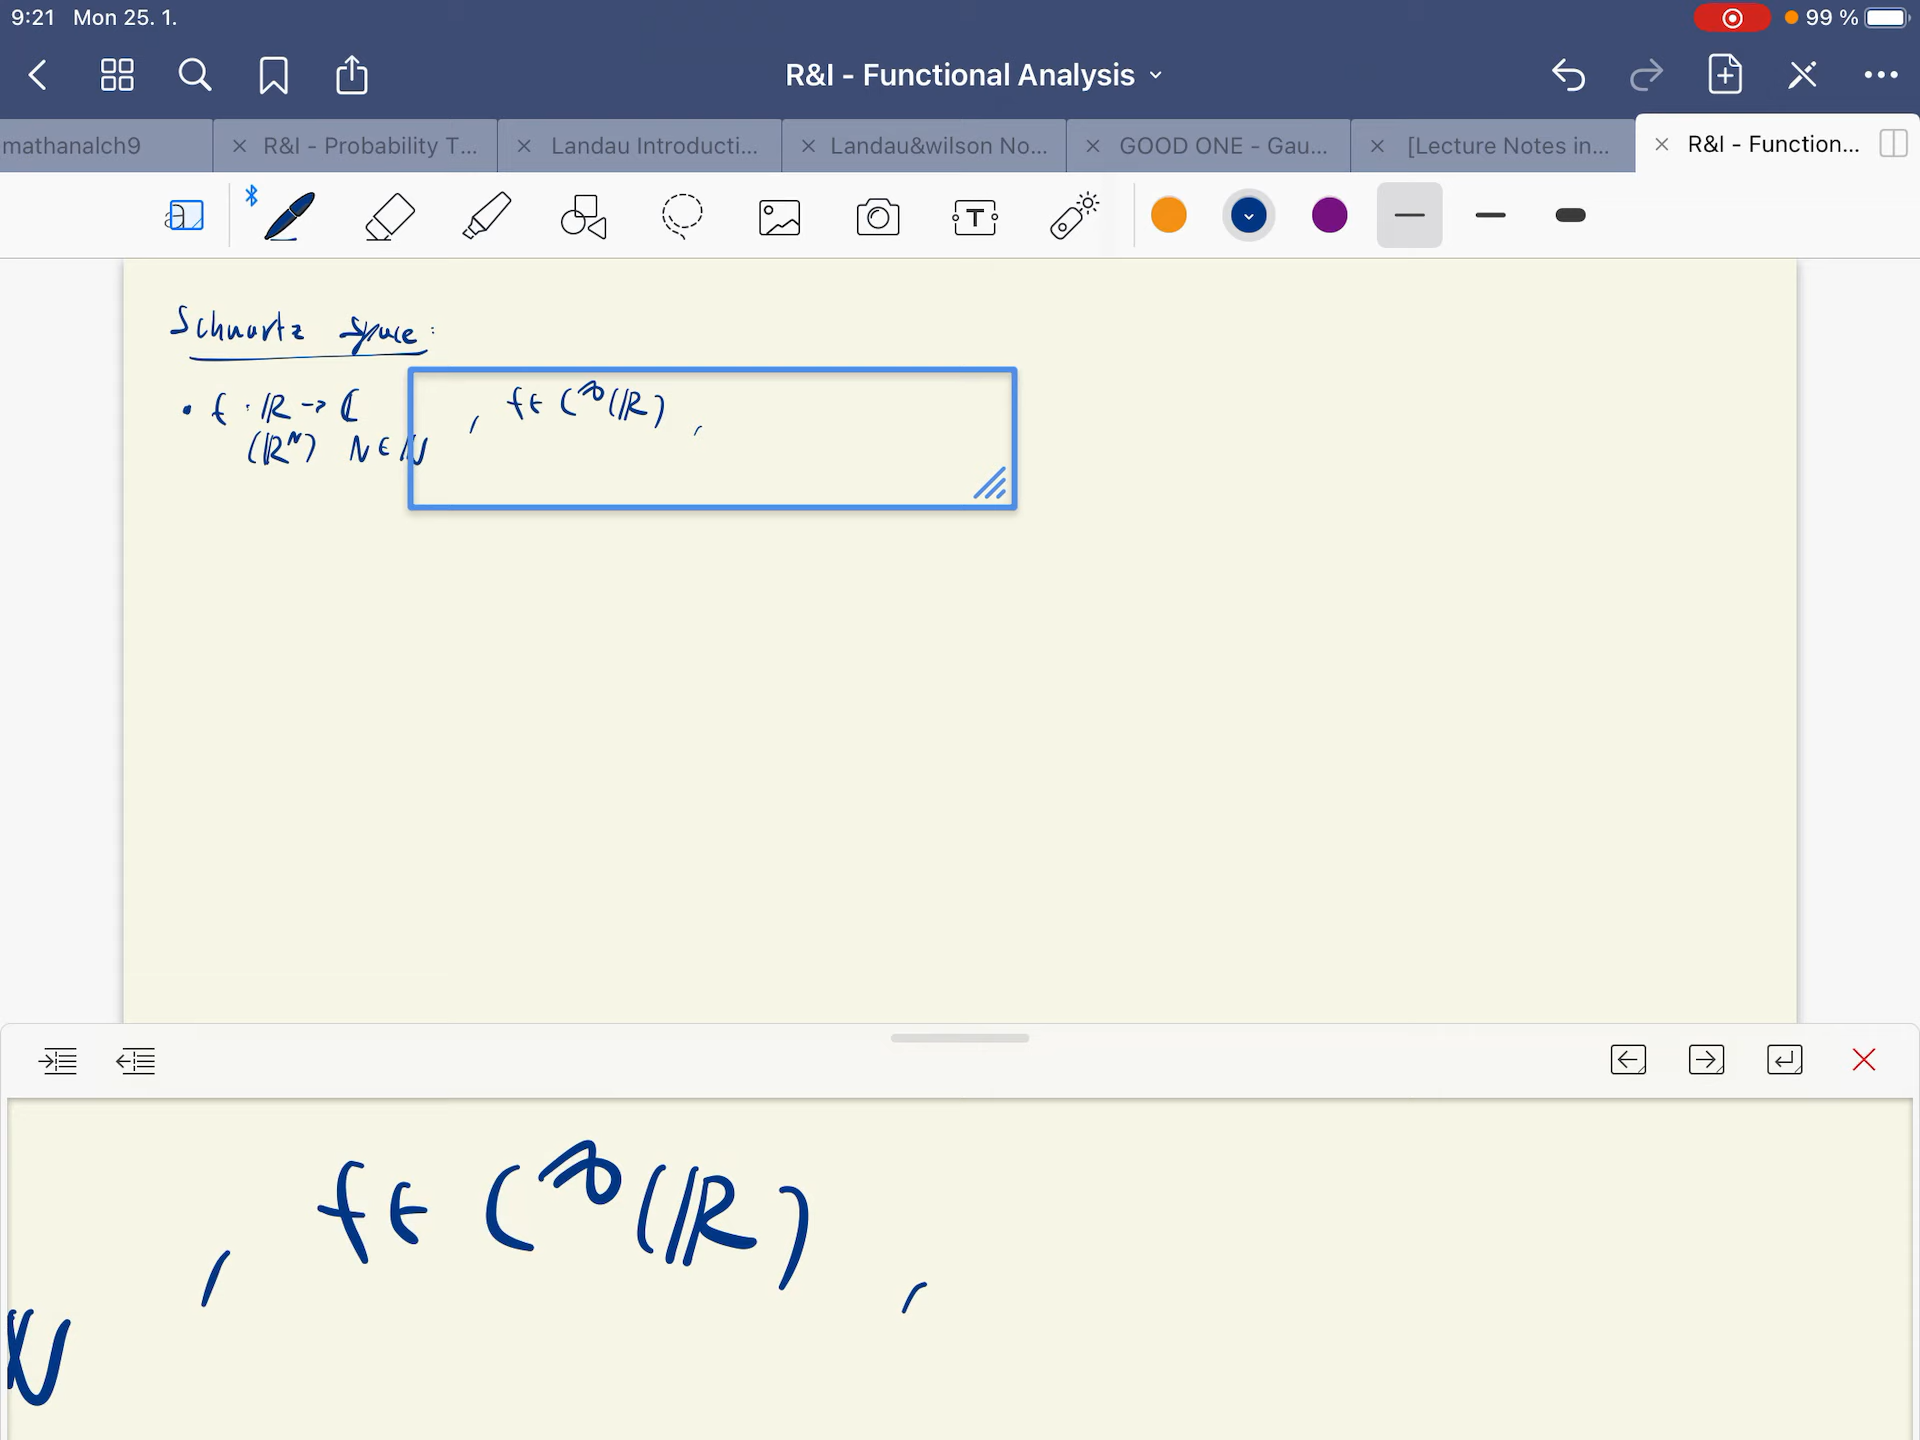 9:21 Mon 25. 1.
99 %
R&I - Functional Analysis
mathanalch9
R&I - Probability T...
Landau Introducti...
Landau&wilson No...
GOOD ONE - Gau...
[Lecture Notes in...
R&I - Function...
Schwartz Space:
• f: ℝ → ℂ , f ∈ C^∞(ℝ) ,
(ℝ^N) N ∈ ℕ
, f ∈ C^∞(ℝ) ,
ℕ